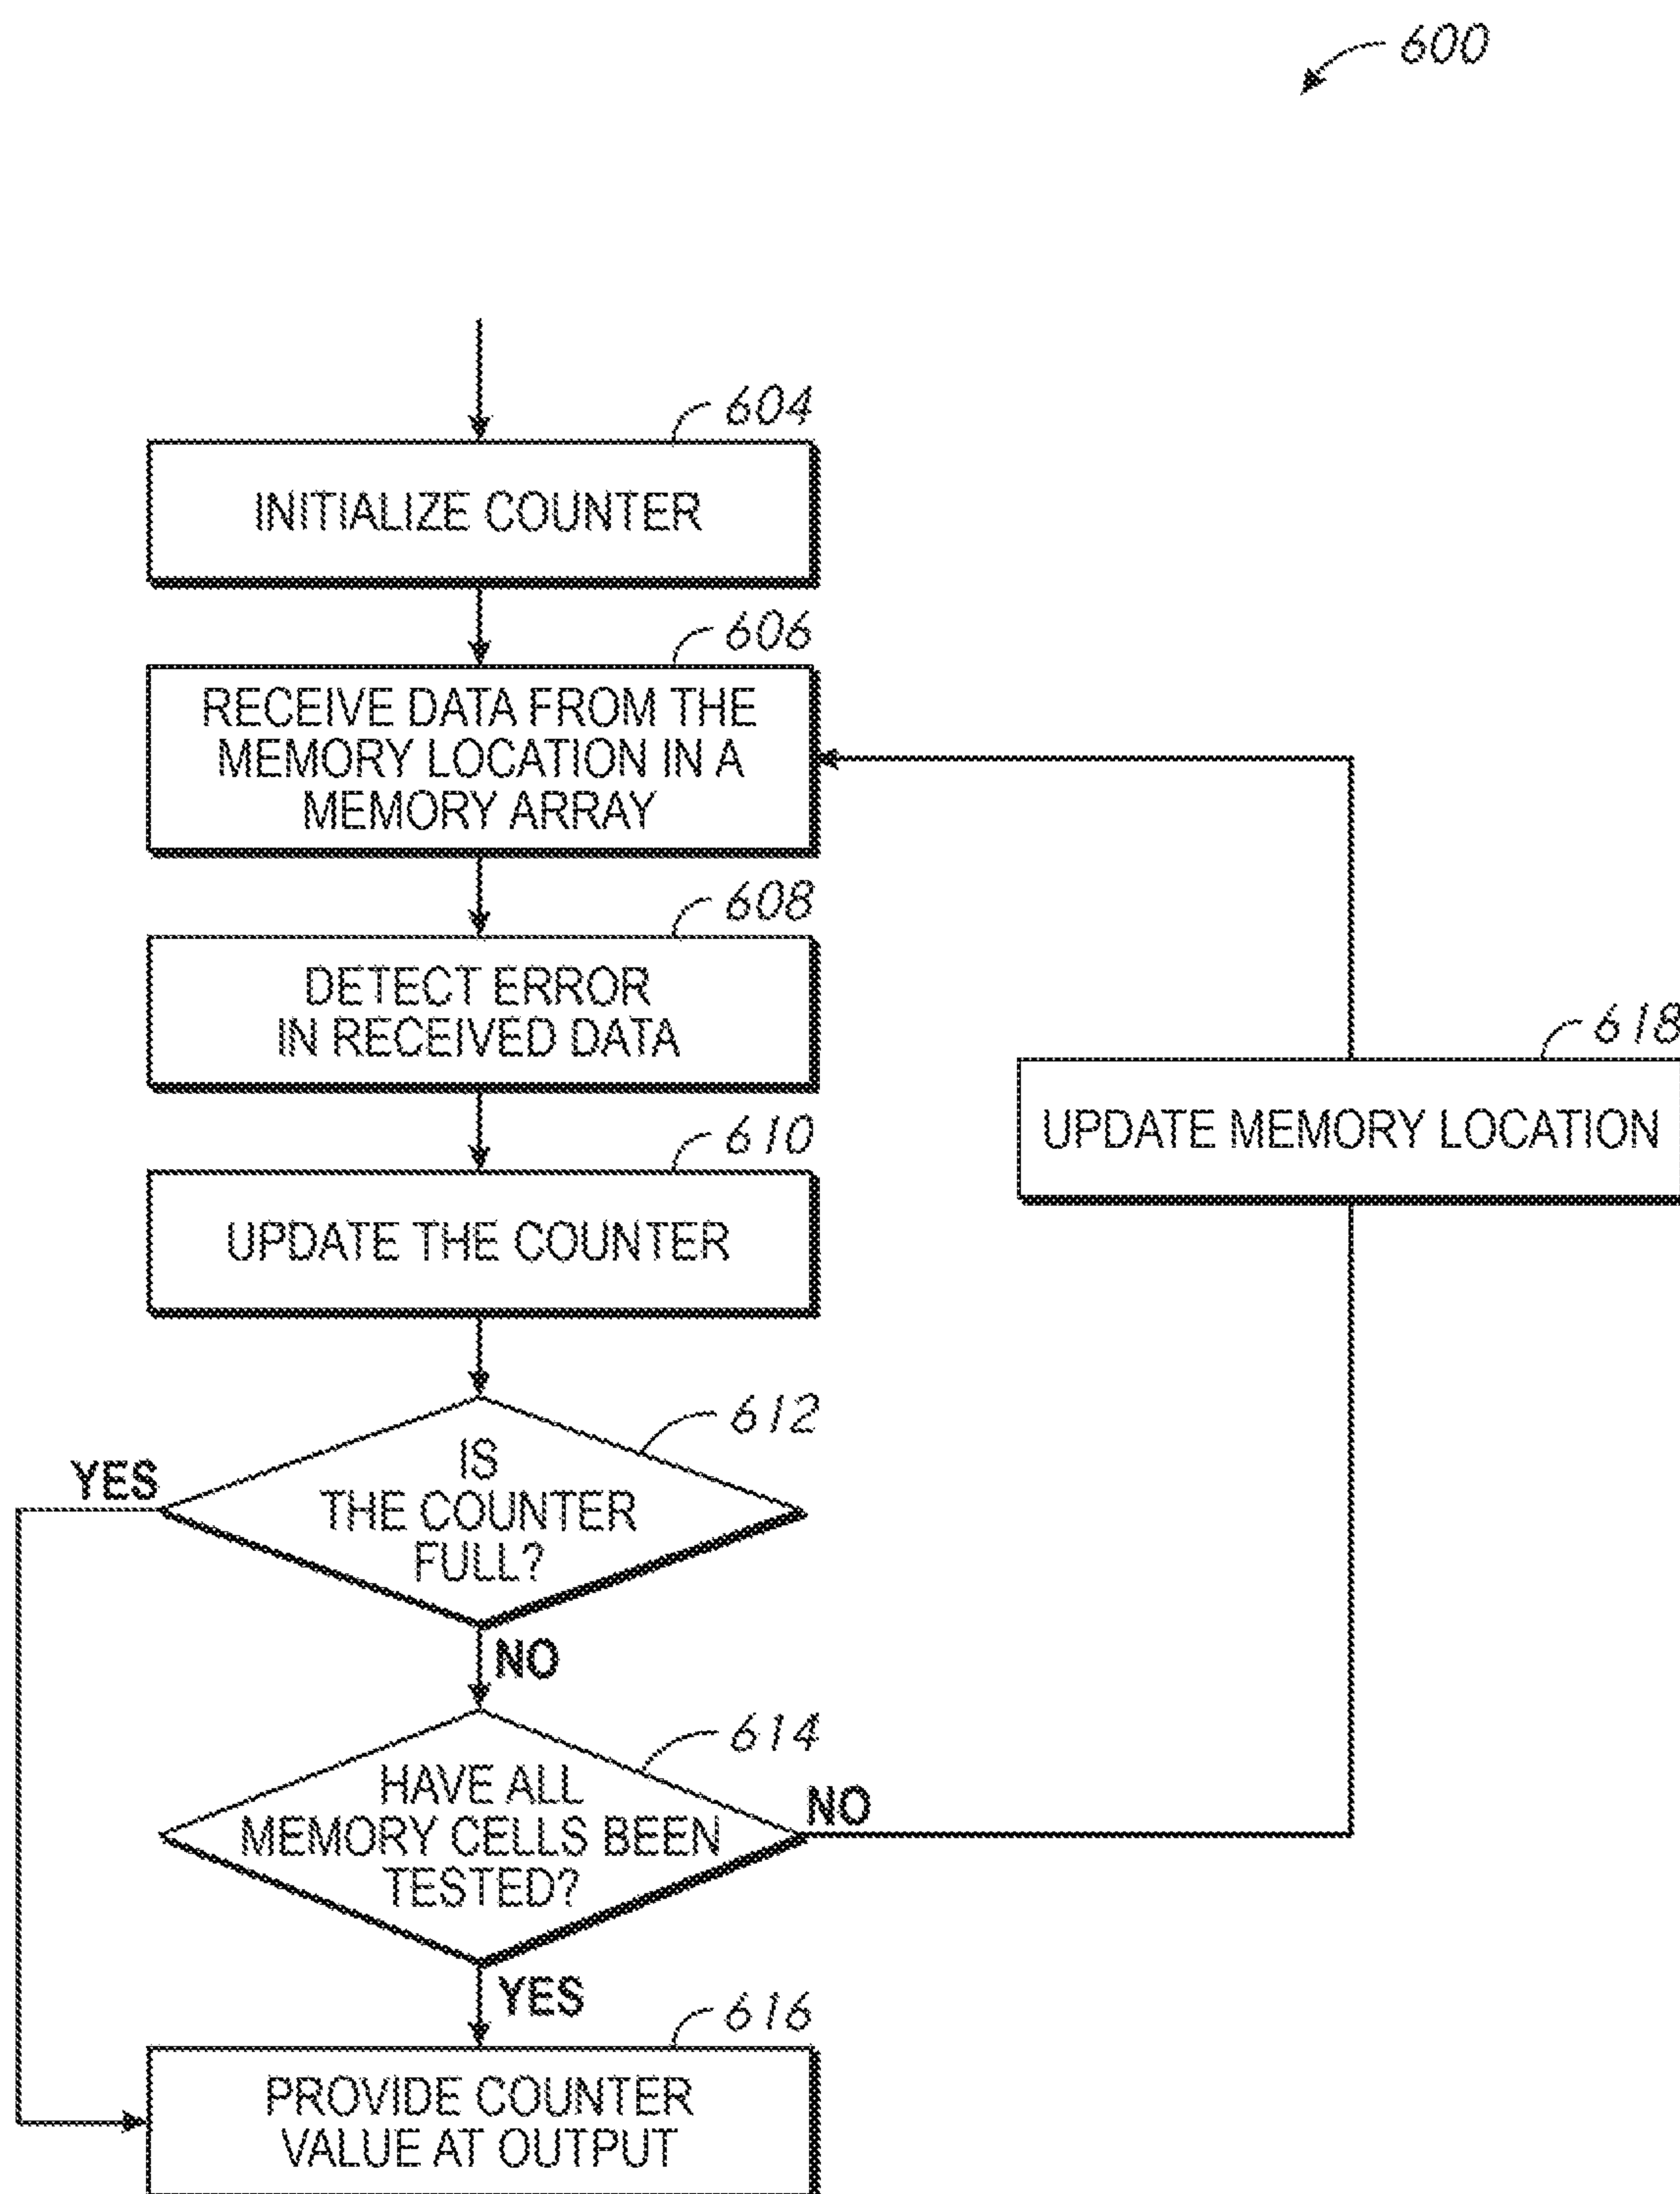 600
604
INITIALIZE COUNTER
606
RECEIVE DATA FROM THE
MEMORY LOCATION IN A
MEMORY ARRAY
608
DETECT ERROR
IN RECEIVED DATA
618
UPDATE MEMORY LOCATION
610
UPDATE THE COUNTER
612
IS
THE COUNTER
FULL?
YES
NO
614
HAVE ALL
MEMORY CELLS BEEN
TESTED?
NO
YES
616
PROVIDE COUNTER
VALUE AT OUTPUT